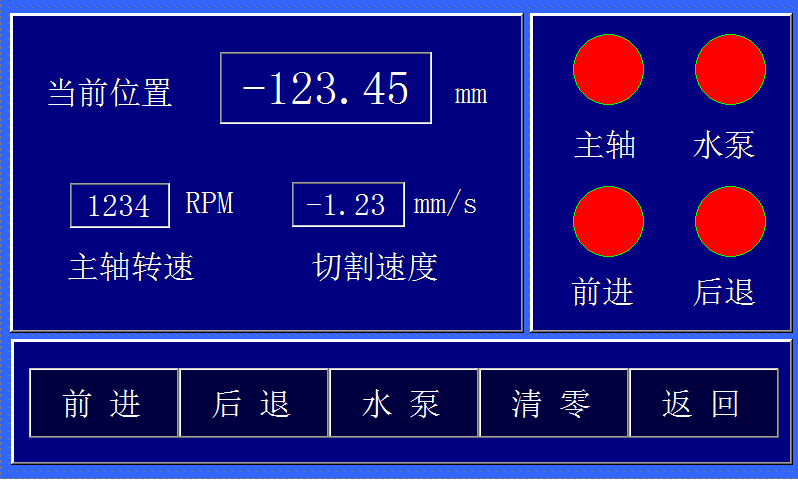 当前位置 -123.45 mm
1234 RPM -1.23 mm/s
主轴转速 切割速度
主轴 水泵
前进 后退
前 进 后 退 水 泵 清 零 返 回